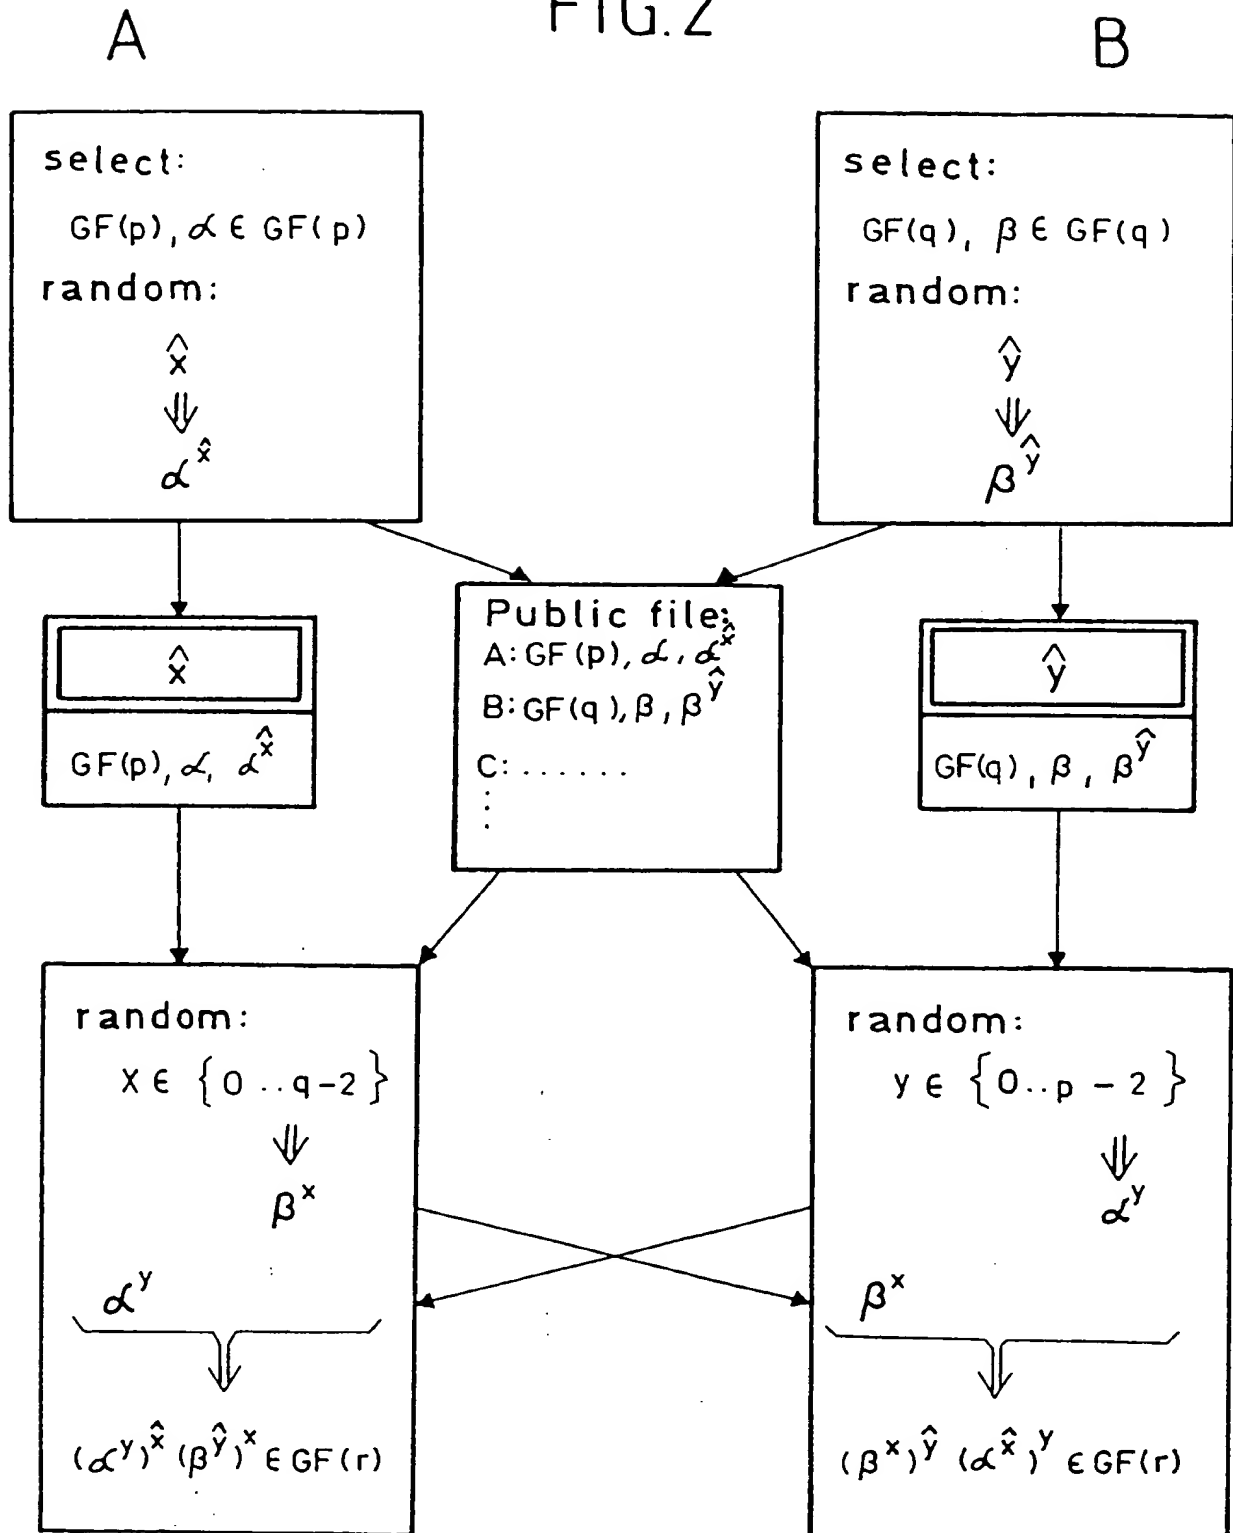 FIG.2
A
B
select:
GF(p), α ∈ GF(p)
random:
x̂
⇓
α^x̂
select:
GF(q), β ∈ GF(q)
random:
ŷ
⇓
β^ŷ
x̂
GF(p), α, α^x̂
Public file:
A: GF(p), α, α^x̂
B: GF(q), β, β^ŷ
C: ......
:
ŷ
GF(q), β, β^ŷ
random:
x ∈ {0 .. q-2}
⇓
β^x
α^y
(α^y)^x̂ (β^ŷ)^x ∈ GF(r)
random:
y ∈ {0 .. p - 2}
⇓
α^y
β^x
(β^x)^ŷ (α^x̂)^y ∈ GF(r)